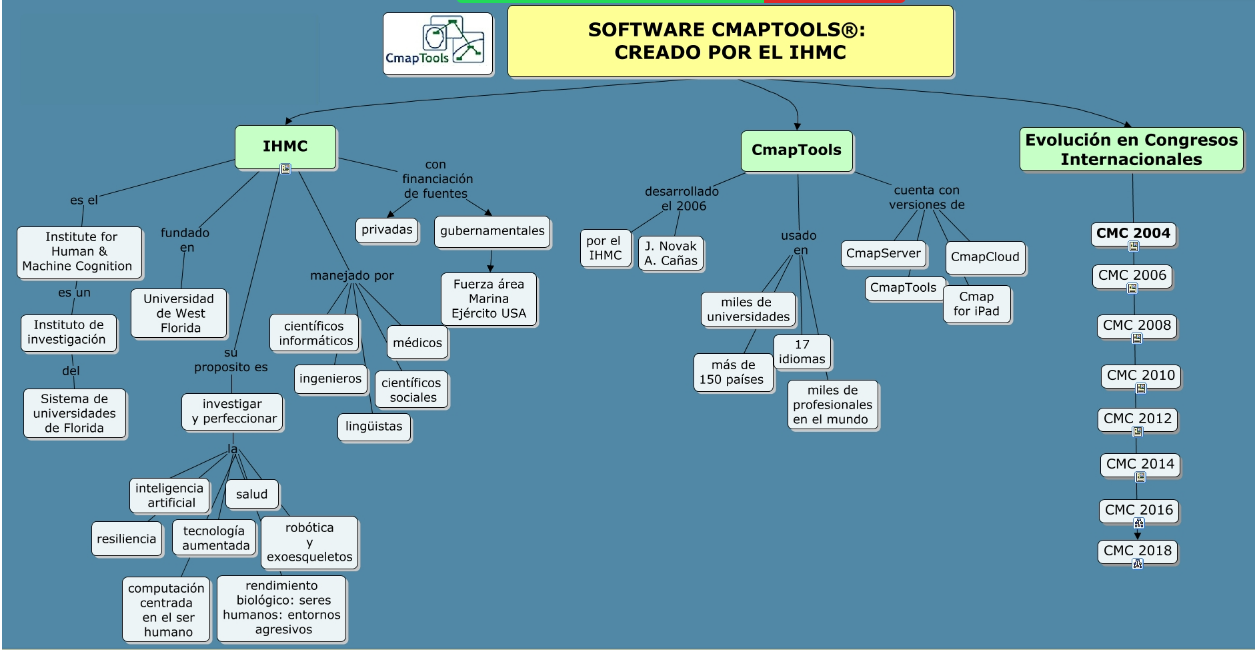 CmapTools
SOFTWARE CMAPTOOLS®:
CREADO POR EL IHMC
IHMC
es el
Institute for
Human &
Machine Cognition
es un
Instituto de
investigación
del
Sistema de
universidades
de Florida
fundado
en
Universidad
de West
Florida
su
proposito es
investigar
y perfeccionar
la
inteligencia
artificial
salud
resiliencia
tecnología
aumentada
robótica
y
exoesqueletos
computación
centrada
en el ser
humano
rendimiento
biológico: seres
humanos: entornos
agresivos
manejado por
científicos
informáticos
médicos
ingenieros
científicos
sociales
lingüistas
con
financiación
de fuentes
privadas
gubernamentales
Fuerza área
Marina
Ejército USA
CmapTools
desarrollado
el 2006
por el
IHMC
J. Novak
A. Cañas
usado
en
miles de
universidades
17
idiomas
más de
150 países
miles de
profesionales
en el mundo
cuenta con
versiones de
CmapServer
CmapCloud
CmapTools
Cmap
for iPad
Evolución en Congresos
Internacionales
CMC 2004
CMC 2006
CMC 2008
CMC 2010
CMC 2012
CMC 2014
CMC 2016
CMC 2018